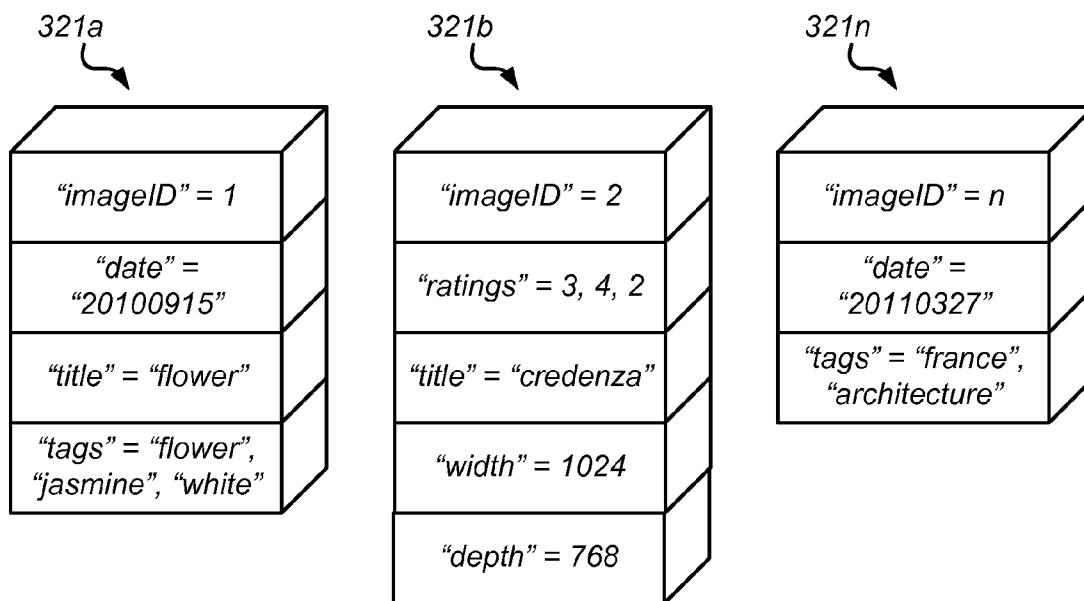 321a
“imageID” = 1
“date” =
“20100915”
“title” = “flower”
“tags” = “flower”,
“jasmine”, “white”
321b
“imageID” = 2
“ratings” = 3, 4, 2
“title” = “credenza”
“width” = 1024
“depth” = 768
321n
“imageID” = n
“date” =
“20110327”
“tags” = “france”,
“architecture”